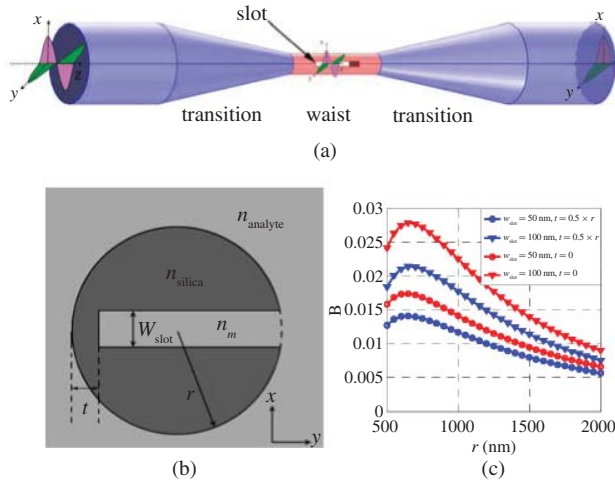 slot
x
y
z
x
y
transition waist transition
(a)
n_analyte
n_silica
W_slot
n_m
t
r
x
y
(b)
0.03
0.025
0.02
0.015
0.01
0.005
0
B
500 1000 1500 2000
r (nm)
w_slot = 50 nm, t = 0.5 × r
w_slot = 100 nm, t = 0.5 × r
w_slot = 50 nm, t = 0
w_slot = 100 nm, t = 0
(c)